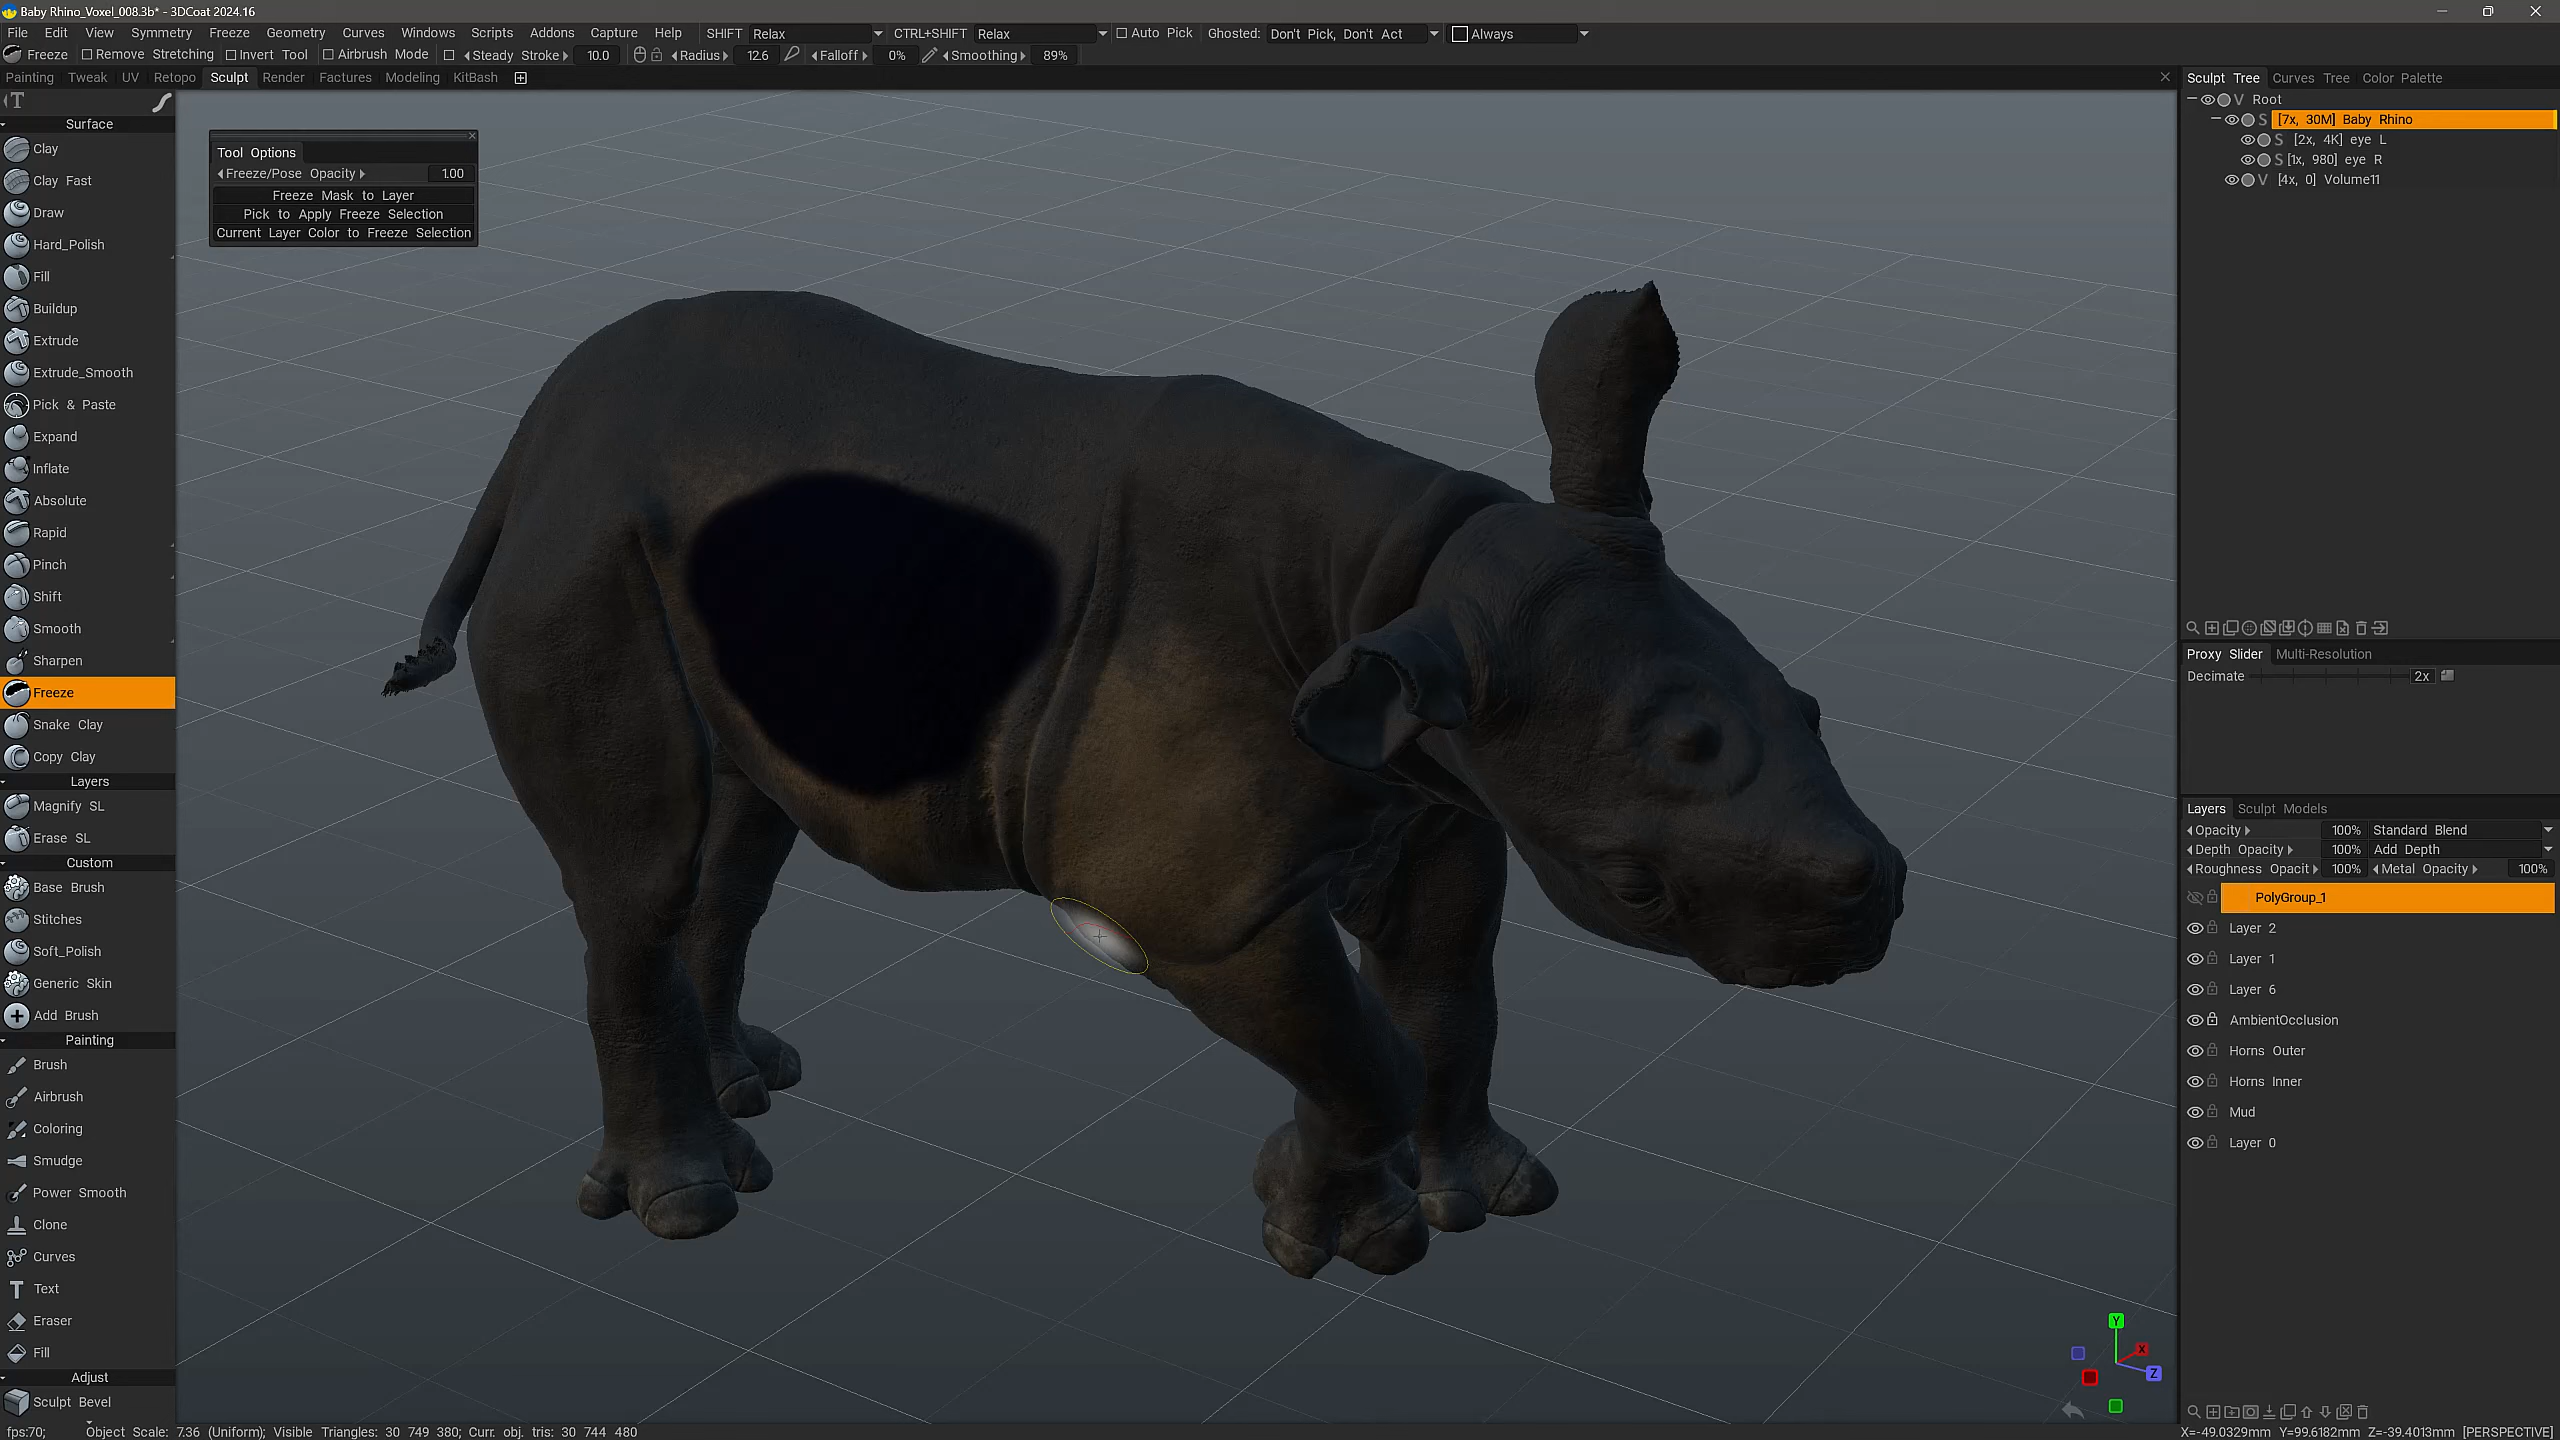 Baby Rhino_Voxel_008.3b* - 3DCoat 2024.16
File Edit View Symmetry Freeze Geometry Curves Windows Scripts Addons Capture Help SHIFT Relax CTRL+SHIFT Relax Auto Pick Ghosted: Don't Pick, Don't Act Always
Freeze Remove Stretching Invert Tool Airbrush Mode Steady Stroke 10.0 Radius 12.6 Falloff 0% Smoothing 89%
Painting Tweak UV Retopo Sculpt Render Factures Modeling KitBash
T
Surface
Clay
Clay Fast
Draw
Hard_Polish
Fill
Buildup
Extrude
Extrude_Smooth
Pick & Paste
Expand
Inflate
Absolute
Rapid
Pinch
Shift
Smooth
Sharpen
Freeze
Snake Clay
Copy Clay
Layers
Magnify SL
Erase SL
Custom
Base Brush
Stitches
Soft_Polish
Generic Skin
Add Brush
Painting
Brush
Airbrush
Coloring
Smudge
Power Smooth
Clone
Curves
Text
Eraser
Fill
Adjust
Sculpt Bevel
Tool Options
Freeze/Pose Opacity 1.00
Freeze Mask to Layer
Pick to Apply Freeze Selection
Current Layer Color to Freeze Selection
Y
X
Z
Sculpt Tree Curves Tree Color Palette
V Root
S [7x, 30M] Baby Rhino
S [2x, 4K] eye L
S [1x, 980] eye R
V [4x, 0] Volume11
Proxy Slider Multi-Resolution
Decimate 2x
Layers Sculpt Models
Opacity 100% Standard Blend
Depth Opacity 100% Add Depth
Roughness Opacit 100% Metal Opacity 100%
PolyGroup_1
Layer 2
Layer 1
Layer 6
AmbientOcclusion
Horns Outer
Horns Inner
Mud
Layer 0
fps:70; Object Scale: 7.36 (Uniform); Visible Triangles: 30 749 380; Curr. obj. tris: 30 744 480
X=-49.0329mm Y=99.6182mm Z=-39.4013mm [PERSPECTIVE]